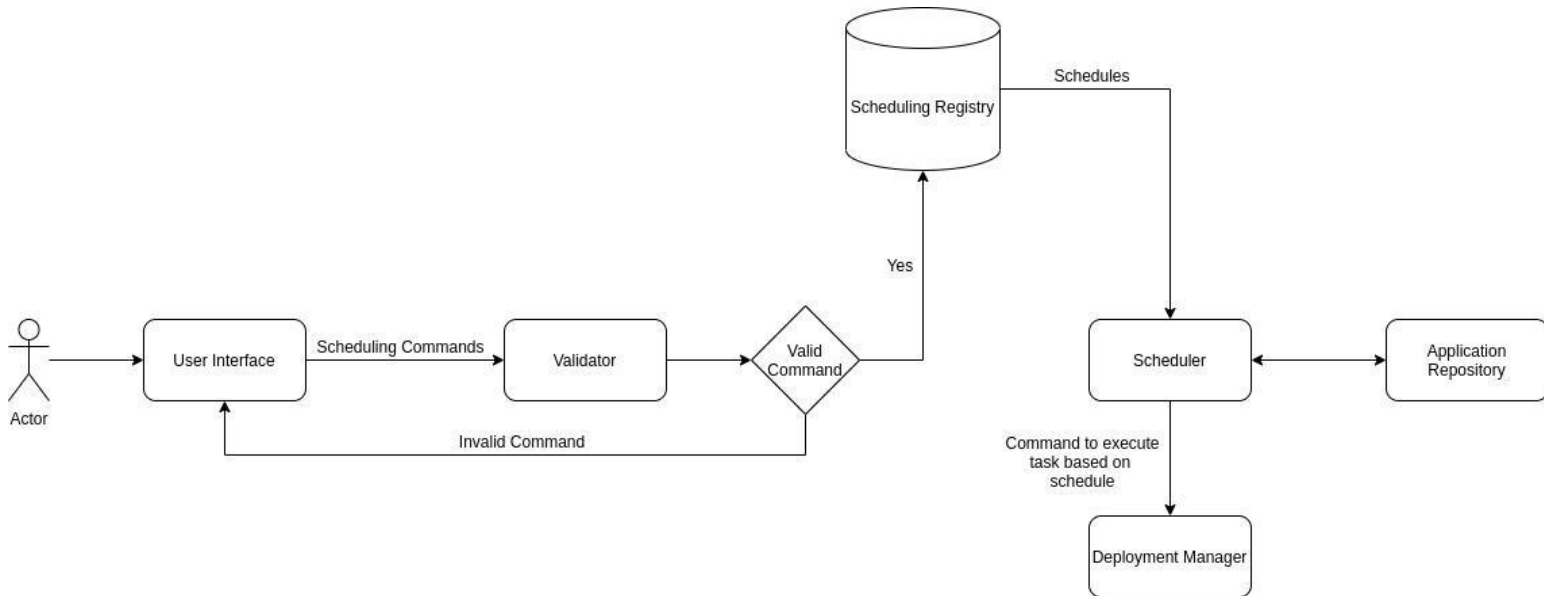 Schedules
Scheduling Registry
Yes
User Interface
Scheduling Commands
Validator
Valid
Command
Scheduler
Application
Repository
Actor
Invalid Command
Command to execute
task based on
schedule
Deployment Manager